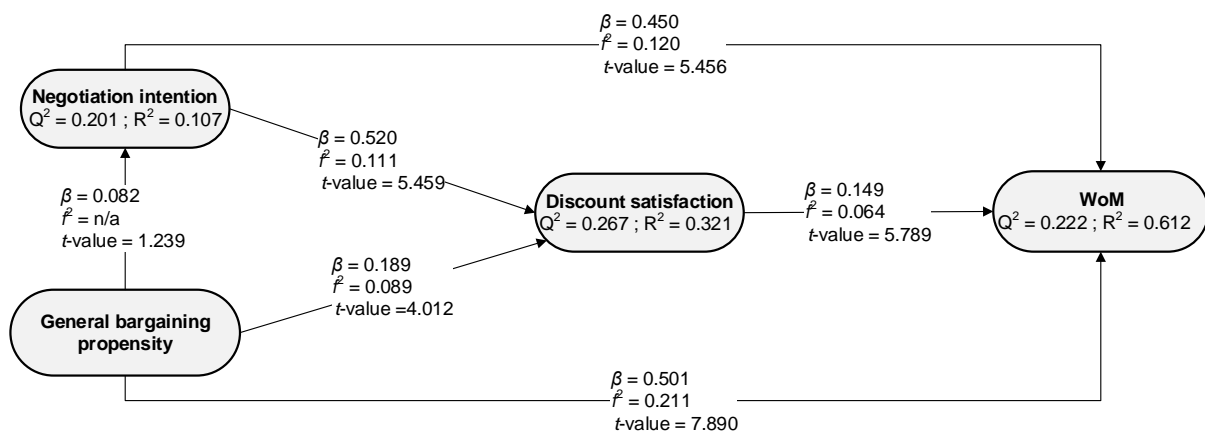 β = 0.450
f² = 0.120
t-value = 5.456
Negotiation intention
Q² = 0.201 ; R² = 0.107
β = 0.520
f² = 0.111
t-value = 5.459
β = 0.082
f² = n/a
t-value = 1.239
Discount satisfaction
Q² = 0.267 ; R² = 0.321
β = 0.149
f² = 0.064
t-value = 5.789
WoM
Q² = 0.222 ; R² = 0.612
β = 0.189
f² = 0.089
t-value =4.012
General bargaining
propensity
β = 0.501
f² = 0.211
t-value = 7.890